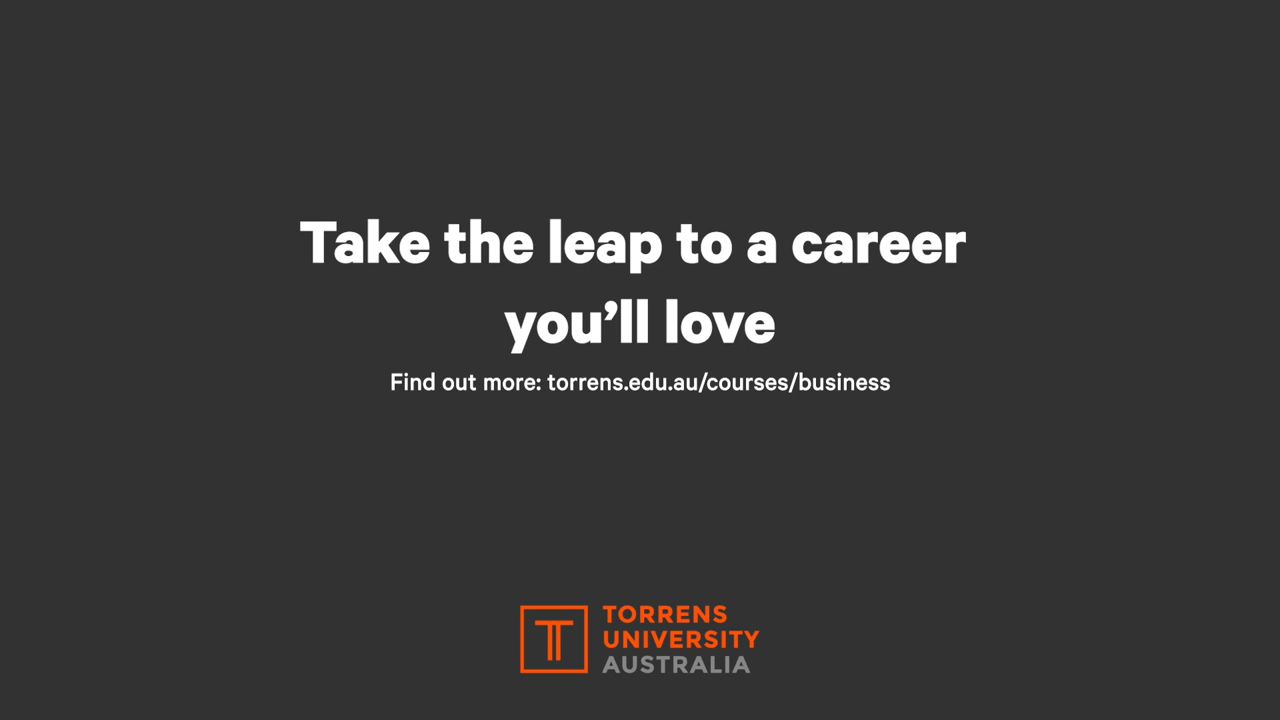 Take the leap to a career
you’ll love
Find out more: torrens.edu.au/courses/business
TORRENS
UNIVERSITY
AUSTRALIA